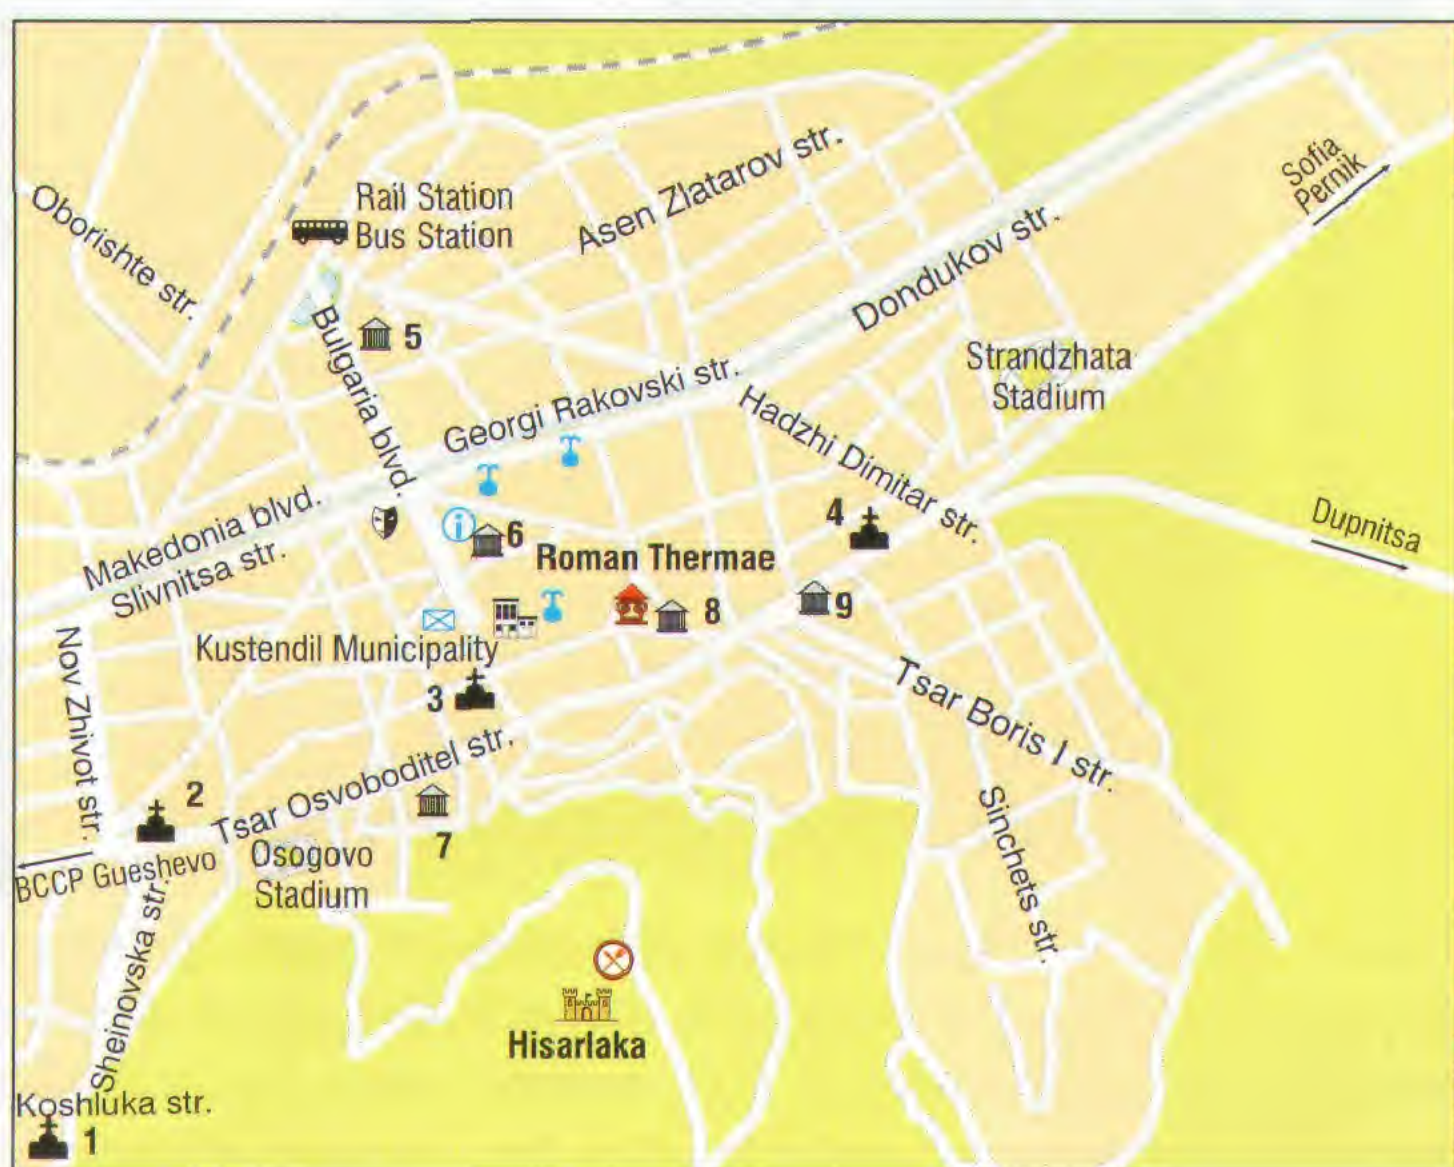 Oborishte str.
Rail Station
Bus Station
Asen Zlatarov str.
Sofia
Pernik
Dondukov str.
Bulgaria blvd.
5
Strandzhata
Stadium
Georgi Rakovski str.
Hadzhi Dimitar str.
Makedonia blvd.
Slivnitsa str.
i
6
4
Dupnitsa
Roman Thermae
8
9
Kustendil Municipality
3
Nov Zhivot str.
Tsar Boris I str.
Tsar Osvoboditel str.
2
7
Sinchets str.
BCCP Gueshevo
Osogovo
Stadium
Sheinovska str.
Hisarlaka
Koshluka str.
1